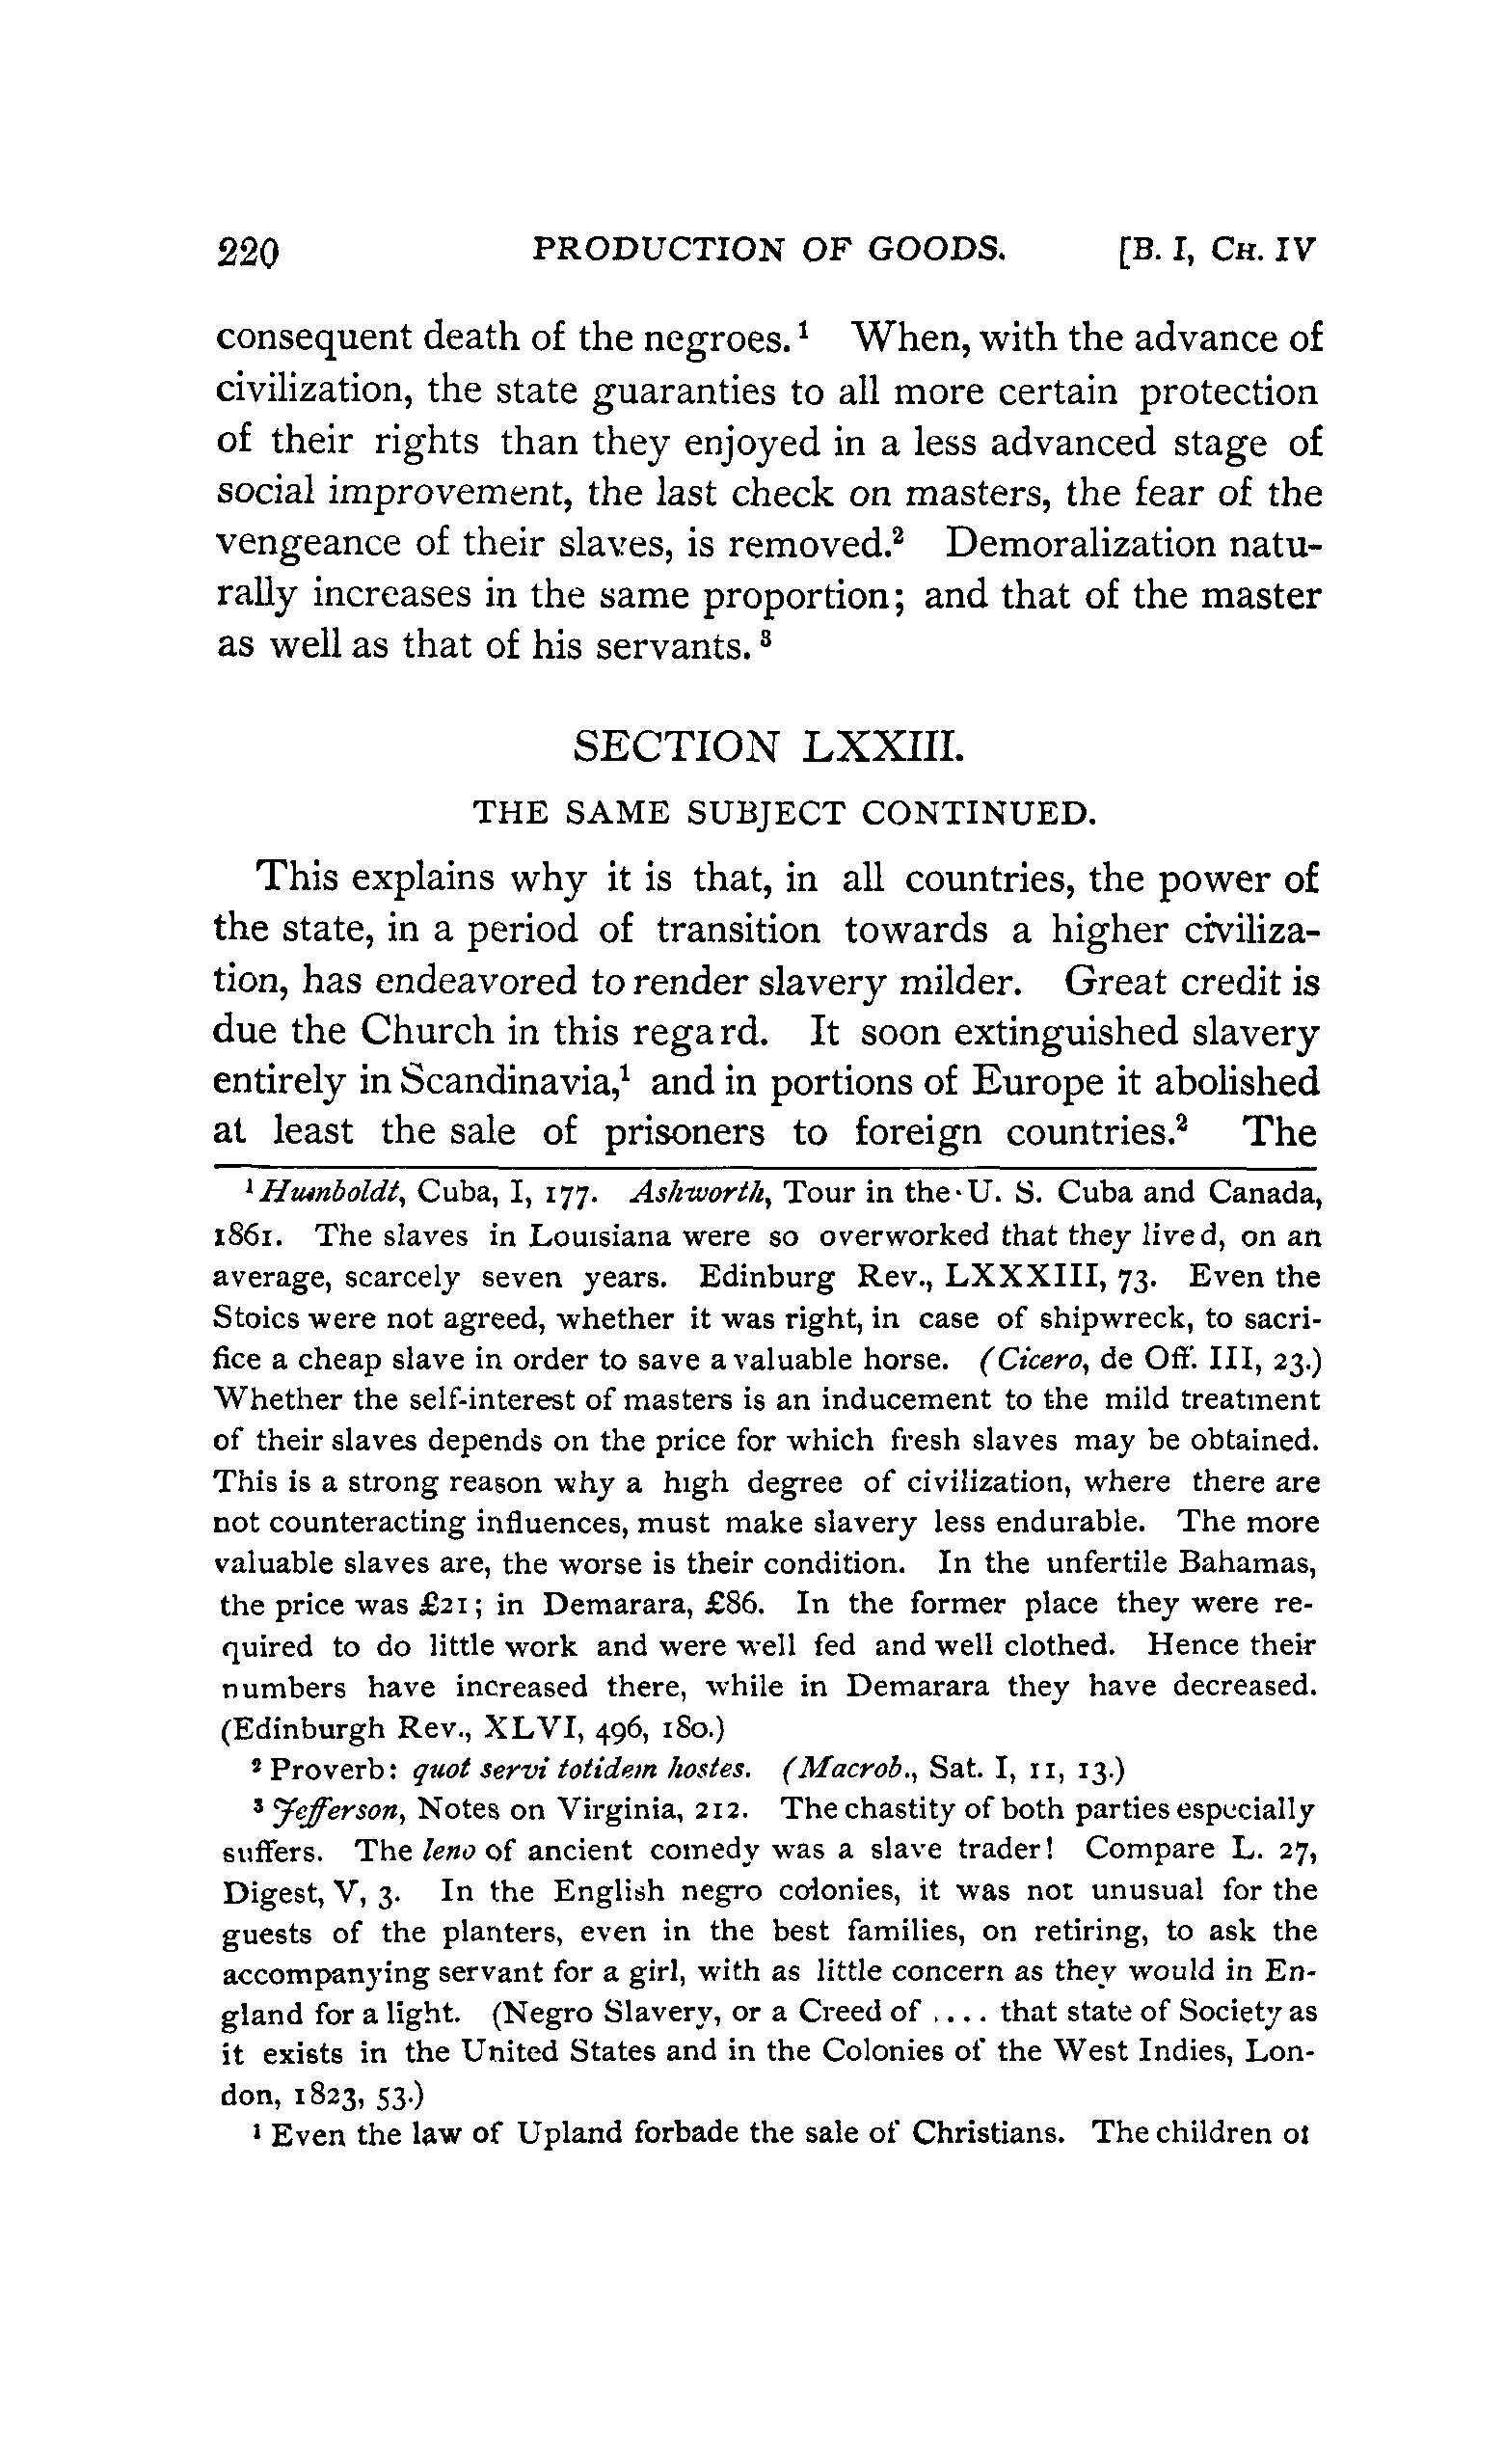 220 PRODUCTION OF GOODS. [B. I, CH. IV
consequent death of the negroes.¹ When, with the advance of
civilization, the state guaranties to all more certain protection
of their rights than they enjoyed in a less advanced stage of
social improvement, the last check on masters, the fear of the
vengeance of their slaves, is removed.² Demoralization natu-
rally increases in the same proportion; and that of the master
as well as that of his servants.³
SECTION LXXIII.
THE SAME SUBJECT CONTINUED.
This explains why it is that, in all countries, the power of
the state, in a period of transition towards a higher civiliza-
tion, has endeavored to render slavery milder. Great credit is
due the Church in this regard. It soon extinguished slavery
entirely in Scandinavia,¹ and in portions of Europe it abolished
at least the sale of prisoners to foreign countries.² The
¹ Humboldt, Cuba, I, 177. Ashworth, Tour in the U. S. Cuba and Canada,
1861. The slaves in Louisiana were so overworked that they lived, on an
average, scarcely seven years. Edinburg Rev., LXXXIII, 73. Even the
Stoics were not agreed, whether it was right, in case of shipwreck, to sacri-
fice a cheap slave in order to save a valuable horse. (Cicero, de Off. III, 23.)
Whether the self-interest of masters is an inducement to the mild treatment
of their slaves depends on the price for which fresh slaves may be obtained.
This is a strong reason why a high degree of civilization, where there are
not counteracting influences, must make slavery less endurable. The more
valuable slaves are, the worse is their condition. In the unfertile Bahamas,
the price was £21; in Demarara, £86. In the former place they were re-
quired to do little work and were well fed and well clothed. Hence their
numbers have increased there, while in Demarara they have decreased.
(Edinburgh Rev., XLVI, 496, 180.)
² Proverb: quot servi totidem hostes. (Macrob., Sat. I, 11, 13.)
³ Jefferson, Notes on Virginia, 212. The chastity of both parties especially
suffers. The leno of ancient comedy was a slave trader! Compare L. 27,
Digest, V, 3. In the English negro colonies, it was not unusual for the
guests of the planters, even in the best families, on retiring, to ask the
accompanying servant for a girl, with as little concern as they would in En-
gland for a light. (Negro Slavery, or a Creed of .... that state of Society as
it exists in the United States and in the Colonies of the West Indies, Lon-
don, 1823, 53.)
¹ Even the law of Upland forbade the sale of Christians. The children of